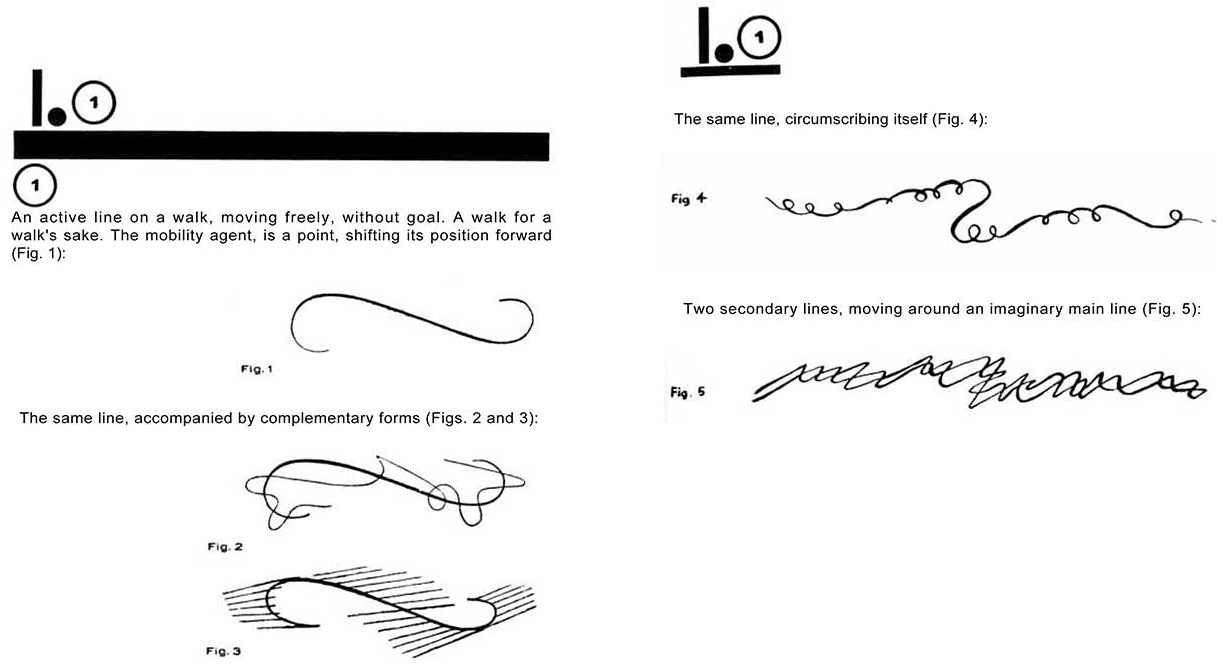 I. 1
1
An active line on a walk, moving freely, without goal. A walk for a
walk's sake. The mobility agent, is a point, shifting its position forward
(Fig. 1):
Fig. 1
The same line, accompanied by complementary forms (Figs. 2 and 3):
Fig. 2
Fig. 3
I. 1
The same line, circumscribing itself (Fig. 4):
Fig 4
Two secondary lines, moving around an imaginary main line (Fig. 5):
Fig. 5